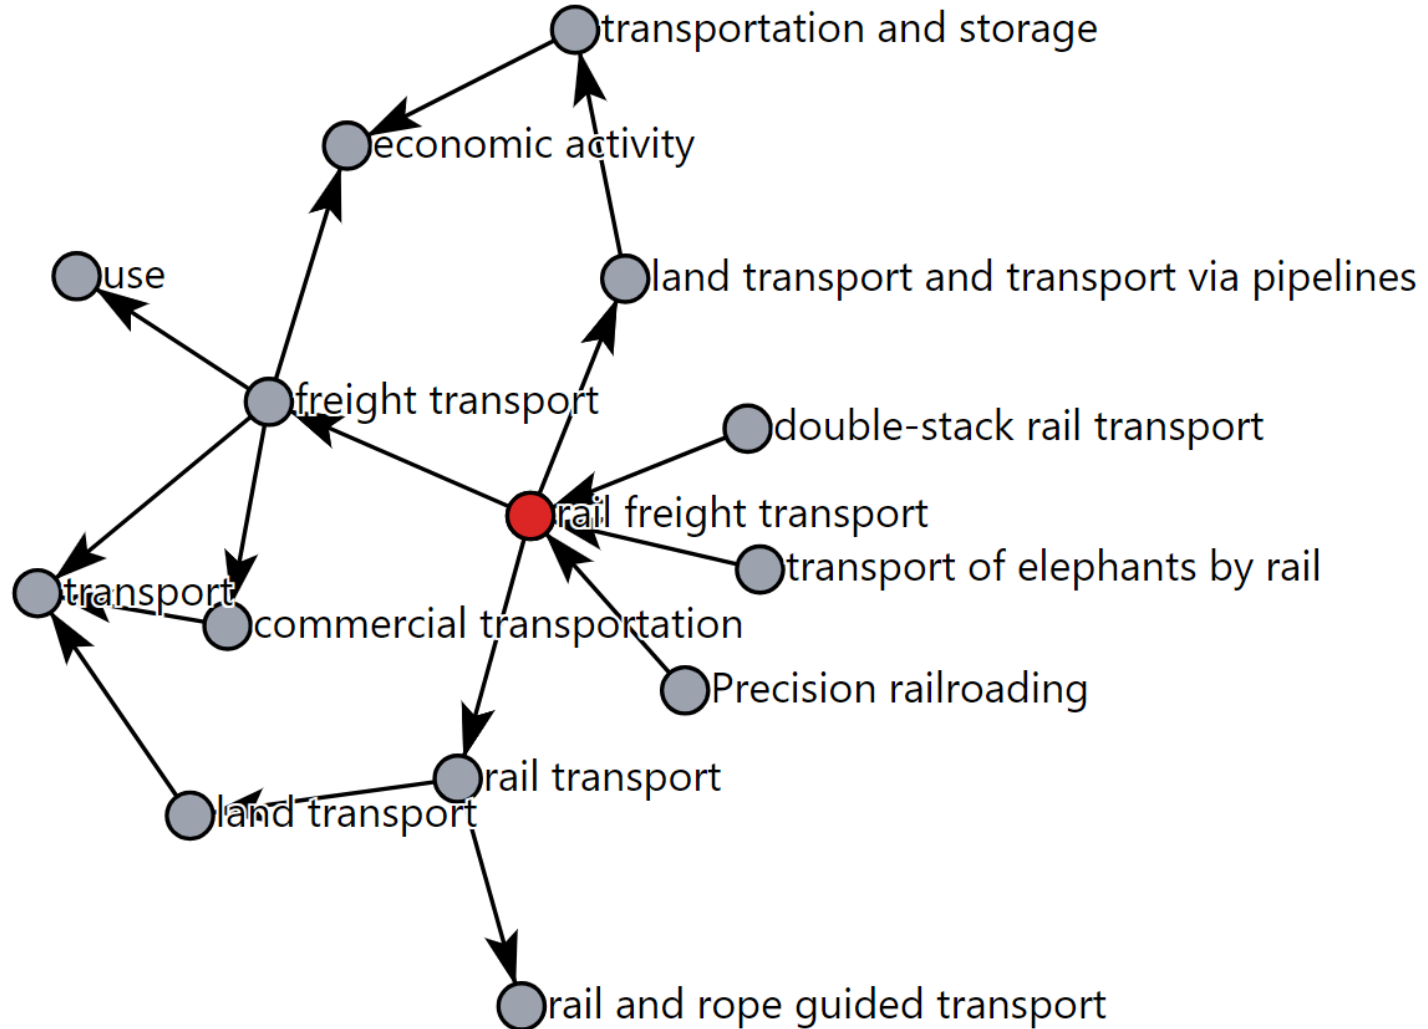 transportation and storage
economic activity
use
land transport and transport via pipelines
freight transport
double-stack rail transport
rail freight transport
transport of elephants by rail
transport
commercial transportation
Precision railroading
rail transport
land transport
rail and rope guided transport